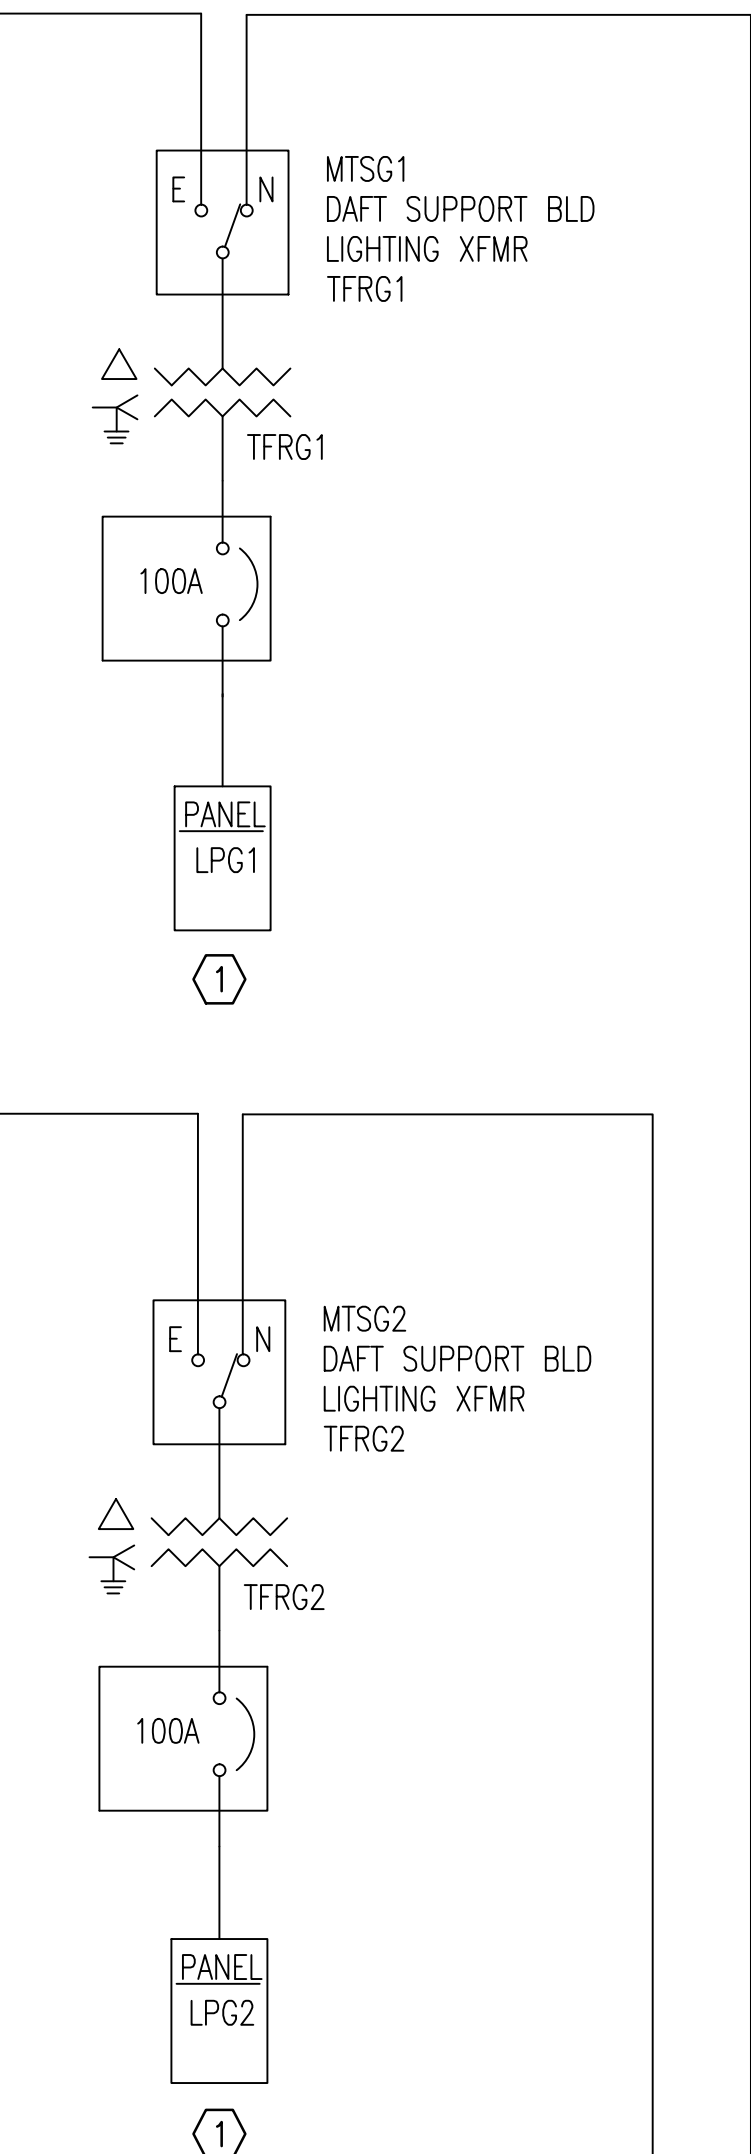 E N
MTSG1
DAFT SUPPORT BLD
LIGHTING XFMR
TFRG1
TFRG1
100A
PANEL
LPG1
1
E N
MTSG2
DAFT SUPPORT BLD
LIGHTING XFMR
TFRG2
TFRG2
100A
PANEL
LPG2
1